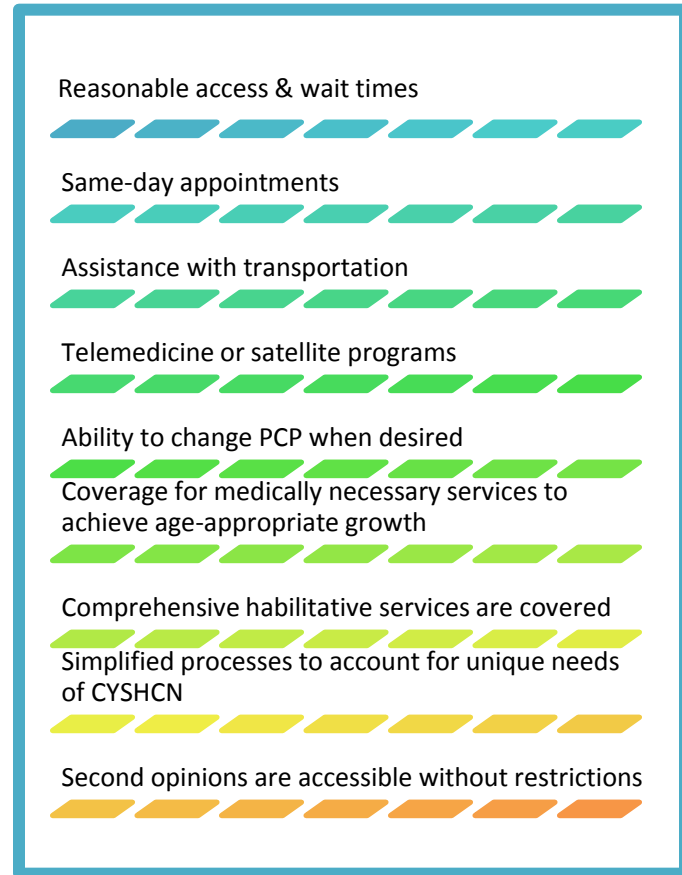 Reasonable access & wait times
Same-day appointments
Assistance with transportation
Telemedicine or satellite programs
Ability to change PCP when desired
Coverage for medically necessary services to
achieve age-appropriate growth
Comprehensive habilitative services are covered
Simplified processes to account for unique needs
of CYSHCN
Second opinions are accessible without restrictions